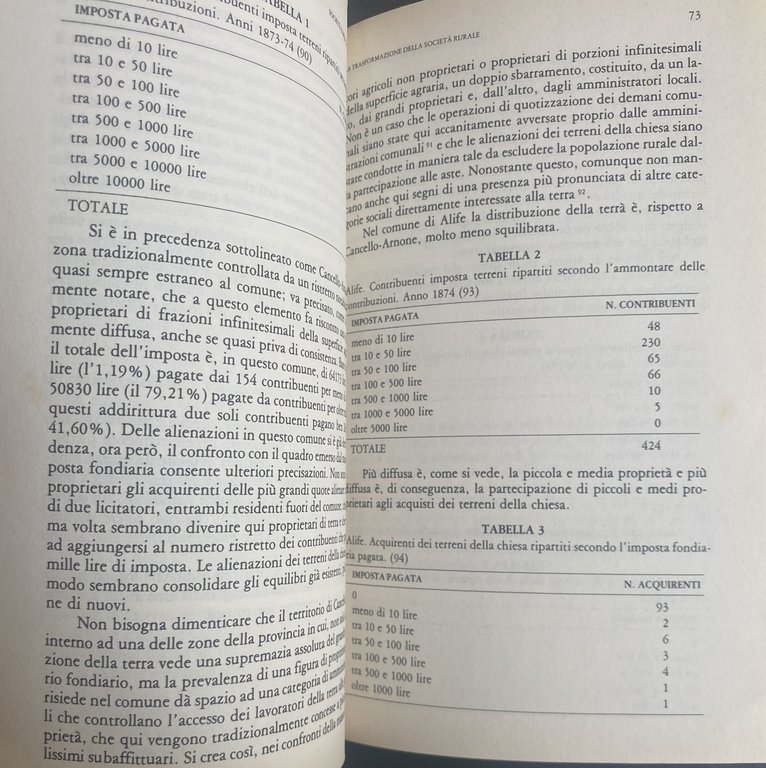 TABELLA 1
ibuenti imposta terreni ripartiti
tribuzioni. Anni 1873-74 (90)
IMPOSTA PAGATA
meno di 10 lire
tra 10 e 50 lire
tra 50 e 100 lire
tra 100 e 500 lire
tra 500 e 1000 lire
tra 1000 e 5000 lire
tra 5000 e 10000 lire
oltre 10000 lire
TOTALE
Si è in precedenza sottolineato come
zona tradizionalmente controllata da un ristretto
quasi sempre estraneo al comune; va precisato,
mente notare, che a questo elemento fa riscontro
proprietari di frazioni infinitesimali della superficie
mente diffusa, anche se quasi priva di consistenza.
il totale dell'imposta è, in questo comune, di
lire (l'1,19%) pagate dai 154 contribuenti per
50830 lire (il 79,21%) pagate da contribuenti per
questi addirittura due soli contribuenti pagano
41,60%). Delle alienazioni in questo comune si è già
denza, ora però, il confronto con il quadro emerso
posta fondiaria consente ulteriori precisazioni. Non
proprietari gli acquirenti delle più grandi quote
di due licitatori, entrambi residenti fuori del comune,
ma volta sembrano divenire qui proprietari di terra e
ad aggiungersi al numero ristretto dei contribuenti
mille lire di imposta. Le alienazioni dei terreni della
modo sembrano consolidare gli equilibri già esistenti,
ne di nuovi.
Non bisogna dimenticare che il territorio di
interno ad una delle zone della provincia in cui,
zione della terra vede una supremazia assoluta del
rio fondiario, ma la prevalenza di una figura di
risiede nel comune dà spazio ad una categoria di
li che controllano l'accesso dei lavoratori della terra
prietà, che qui vengono tradizionalmente concesse a
lissimi subaffittuari. Si crea così, nei confronti della
73
A TRASFORMAZIONE DELLA SOCIETÀ RURALE
tori agricoli non proprietari o proprietari di porzioni infinitesimali
della superficie agraria, un doppio sbarramento, costituito, da un la-
o, dai grandi proprietari e, dall'altro, dagli amministratori locali.
Non è un caso che le operazioni di quotizzazione dei demani comu-
nali siano state qui accanitamente avversate proprio dalle ammini-
strazioni comunali 91 e che le alienazioni dei terreni della chiesa siano
state condotte in maniera tale da escludere la popolazione rurale dal-
a partecipazione alle aste. Nonostante questo, comunque non man-
cano anche qui segni di una presenza più pronunciata di altre cate-
gorie sociali direttamente interessate alla terra 92.
Nel comune di Alife la distribuzione della terrà è, rispetto a
Cancello-Arnone, molto meno squilibrata.
TABELLA 2
Alife. Contribuenti imposta terreni ripartiti secondo l'ammontare delle
contribuzioni. Anno 1874 (93)
IMPOSTA PAGATA N. CONTRIBUENTI
meno di 10 lire 48
tra 10 e 50 lire 230
tra 50 e 100 lire 65
tra 100 e 500 lire 66
tra 500 e 1000 lire 10
tra 1000 e 5000 lire 5
oltre 5000 lire 0
TOTALE 424
Più diffusa è, come si vede, la piccola e media proprietà e più
diffusa è, di conseguenza, la partecipazione di piccoli e medi pro-
prietari agli acquisti dei terreni della chiesa.
TABELLA 3
Alife. Acquirenti dei terreni della chiesa ripartiti secondo l'imposta fondia-
ria pagata. (94)
IMPOSTA PAGATA N. ACQUIRENTI
0 93
meno di 10 lire 2
tra 10 e 50 lire 6
tra 50 e 100 lire 3
tra 100 e 500 lire 4
tra 500 e 1000 lire 1
oltre 1000 lire 1